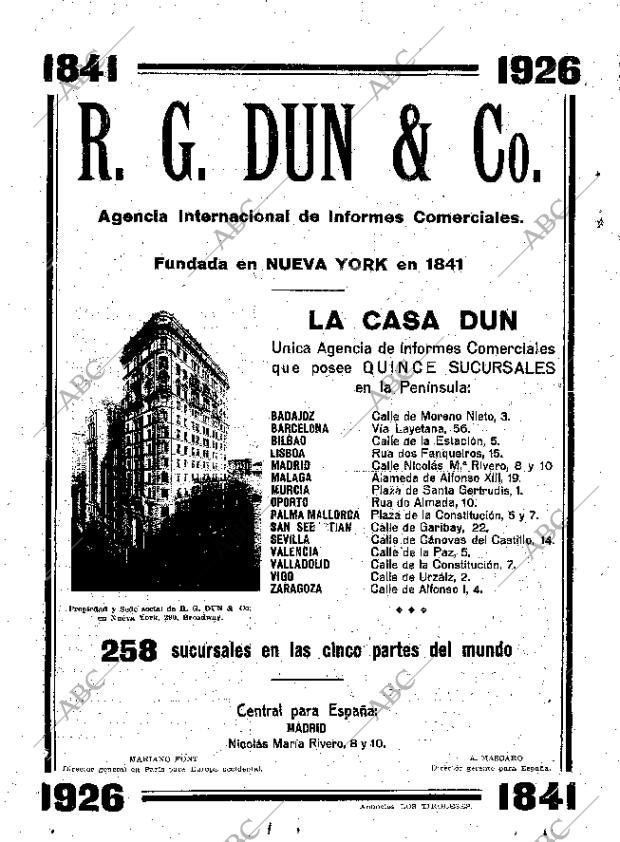 1841 1926
R. G. DUN & Co.
Agencia Internacional de Informes Comerciales.
Fundada en NUEVA YORK en 1841
LA CASA DUN
Unica Agencia de Informes Comerciales
que posee QUINCE SUCURSALES
en la Península:
BADAJOZ Calle de Moreno Nieto, 3.
BARCELONA Vía Layetana, 56.
BILBAO Calle de la Estación, 5.
LISBOA Rua dos Fanqueiros, 15.
MADRID Calle Nicolás M.ª Rivero, 8 y 10
MALAGA Alameda de Alfonso XIII, 19.
MURCIA Plaza de Santa Gertrudis, 1.
OPORTO Rua do Almada, 10.
PALMA MALLORCA Plaza de la Constitución, 6 y 7.
SAN SEB TIAN Calle de Garibay, 22.
SEVILLA Calle de Cánovas del Castillo, 14.
VALENCIA Calle de la Paz, 5.
VALLADOLID Calle de la Constitución, 7.
VIGO Calle de Urzáiz, 2.
ZARAGOZA Calle de Alfonso I, 4.
Propiedad y Sede social de R. G. DUN & Co.
en Nueva York, 290, Broadway.
258 sucursales en las cinco partes del mundo
Central para España:
MADRID
Nicolás María Rivero, 8 y 10.
MARIANO FONT
Director general en París para Europa occidental.
A. MASGARO
Director gerente para España.
1926 1841
Anuncios LOS TIROLESES.
ABC